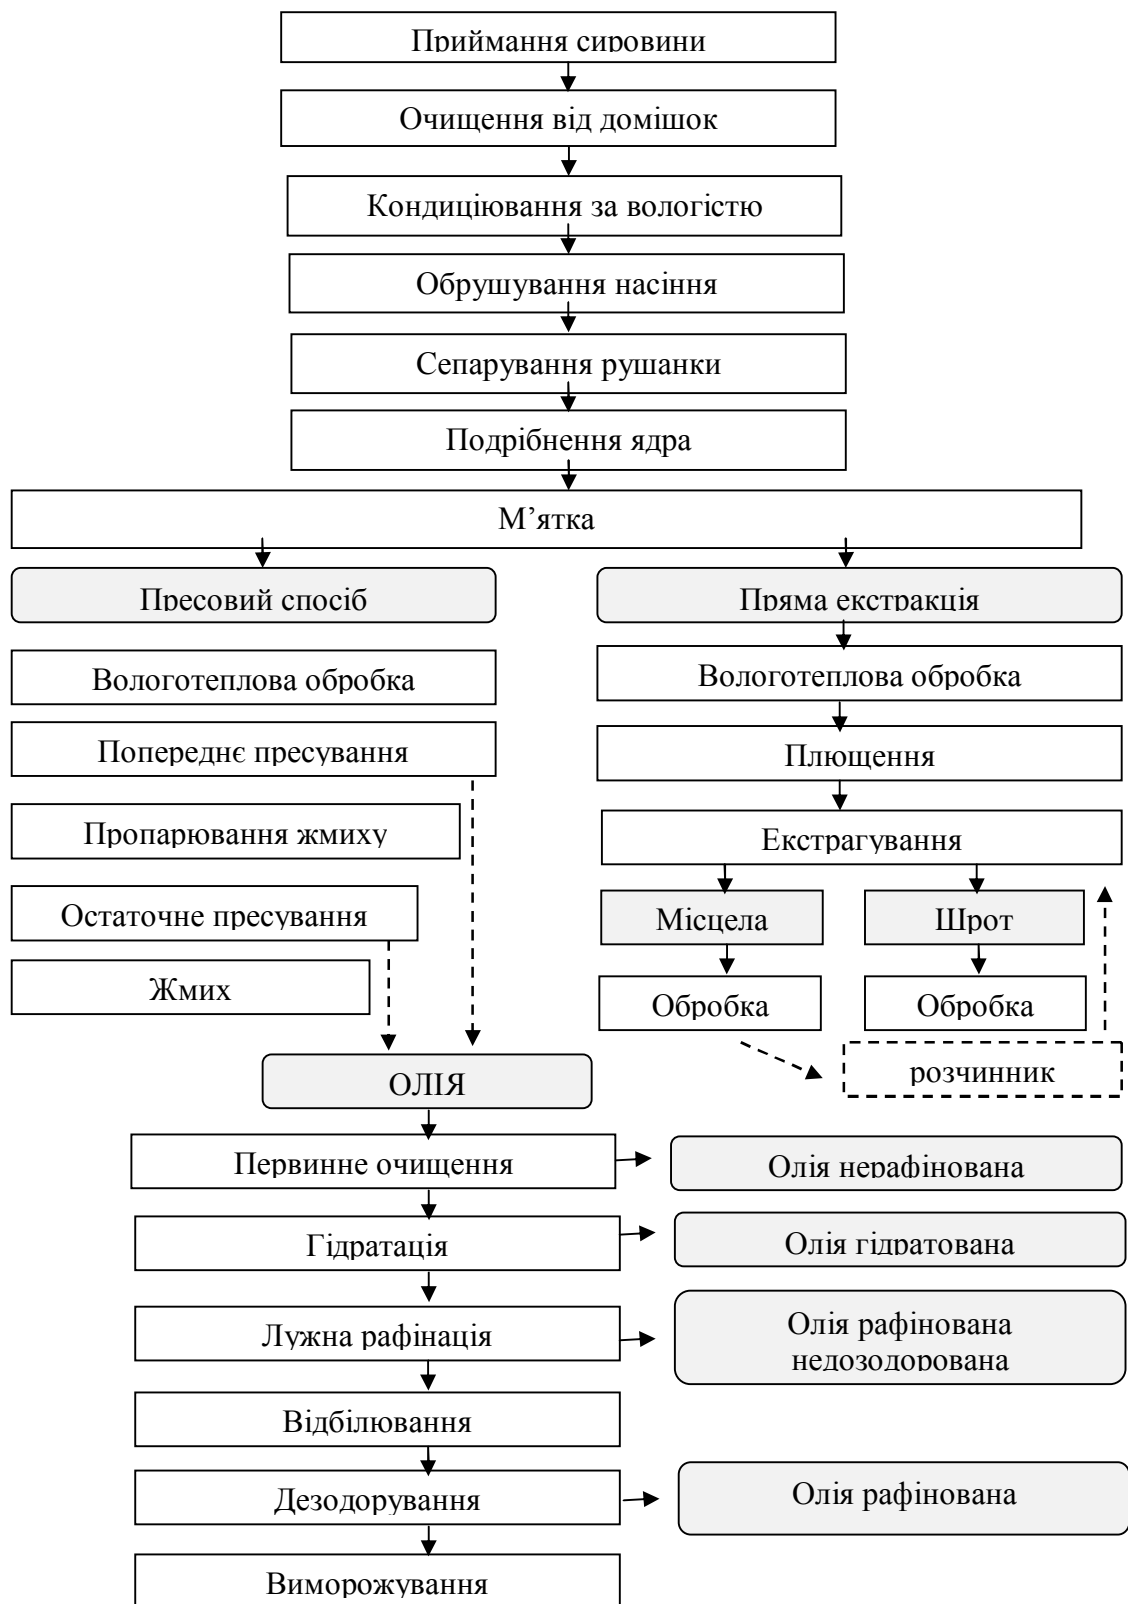 Приймання сировини
Очищення від домішок
Кондиціювання за вологістю
Обрушування насіння
Сепарування рушанки
Подрібнення ядра
М’ятка
Пресовий спосіб
Вологотеплова обробка
Попереднє пресування
Пропарювання жмиху
Остаточне пресування
Жмих
Пряма екстракція
Вологотеплова обробка
Плющення
Екстрагування
Місцела
Шрот
Обробка
Обробка
розчинник
ОЛІЯ
Первинне очищення
Олія нерафінована
Гідратація
Олія гідратована
Лужна рафінація
Олія рафінована
недозодорована
Відбілювання
Дезодорування
Олія рафінована
Виморожування